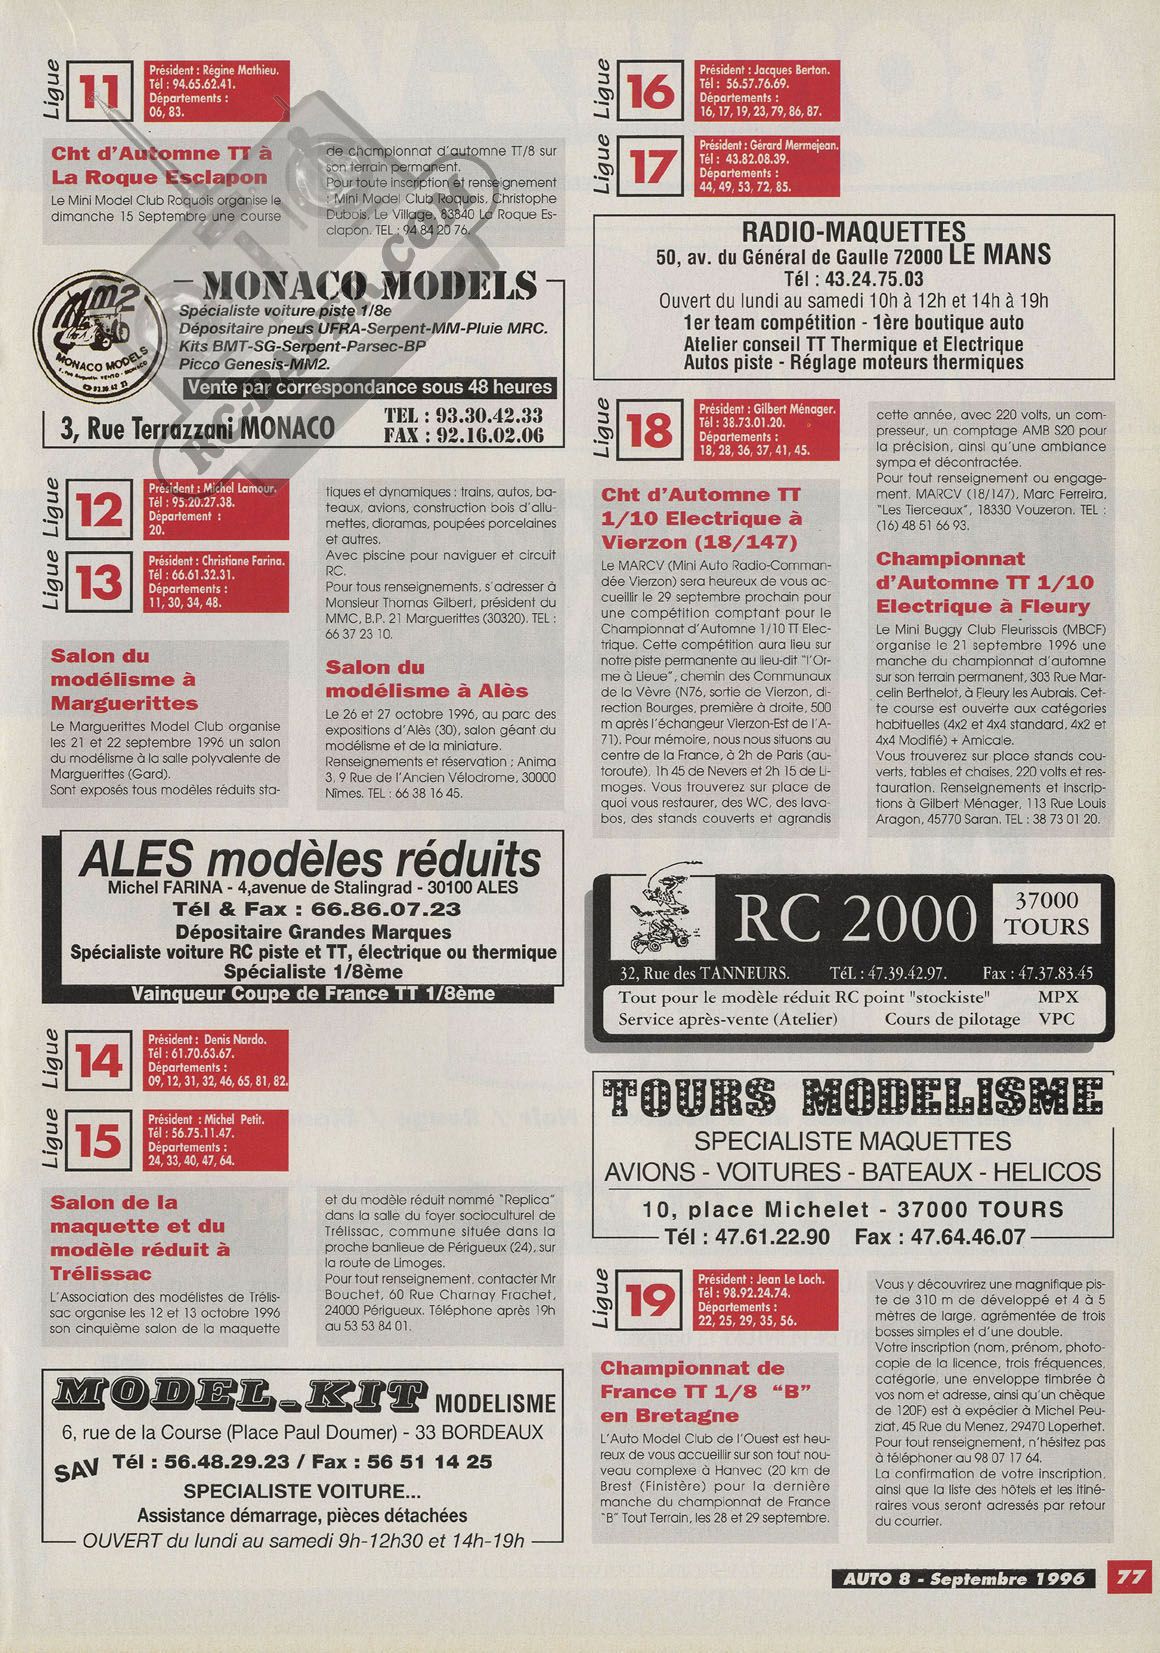 Ligue
11
Président : Régine Mathieu.
Tél : 94.65.62.41.
Départements :
06, 83.
Cht d'Automne TT à
La Roque Esclapon
Le Mini Model Club Roquois organise le
dimanche 15 Septembre une course
de championnat d'automne TT/8 sur
son terrain permanent.
Pour toute inscription et renseignement
: Mini Model Club Roquois, Christophe
Dubois, Le Village, 83840 La Roque Es-
clapon. TEL : 94 84 20 76.
RC-PAPER.COM
MM2
MONACO MODELS
MONACO MODELS
Spécialiste voiture piste 1/8e
Dépositaire pneus UFRA-Serpent-MM-Pluie MRC.
Kits BMT-SG-Serpent-Parsec-BP
Picco Genesis-MM2.
Vente par correspondance sous 48 heures
3, Rue Terrazzani MONACO
TEL : 93.30.42.33
FAX : 92.16.02.06
Ligue
12
Président : Michel Lamour.
Tél : 95.20.27.38.
Département :
20.
Ligue
13
Président : Christiane Farina.
Tél : 66.61.32.31.
Départements :
11, 30, 34, 48.
Salon du
modélisme à
Marguerittes
Le Marguerittes Model Club organise
les 21 et 22 septembre 1996 un salon
du modélisme à la salle polyvalente de
Marguerittes (Gard).
Sont exposés tous modèles réduits sta-
tiques et dynamiques : trains, autos, ba-
teaux, avions, construction bois d'allu-
mettes, dioramas, poupées porcelaines
et autres.
Avec piscine pour naviguer et circuit
RC.
Pour tous renseignements, s'adresser à
Monsieur Thomas Gilbert, président du
MMC, B.P. 21 Marguerittes (30320). TEL :
66 37 23 10.
Salon du
modélisme à Alès
Le 26 et 27 octobre 1996, au parc des
expositions d'Alès (30), salon géant du
modélisme et de la miniature.
Renseignements et réservation ; Anima
3, 9 Rue de l'Ancien Vélodrome, 30000
Nîmes. TEL : 66 38 16 45.
ALES modèles réduits
Michel FARINA - 4,avenue de Stalingrad - 30100 ALES
Tél & Fax : 66.86.07.23
Dépositaire Grandes Marques
Spécialiste voiture RC piste et TT, électrique ou thermique
Spécialiste 1/8ème
Vainqueur Coupe de France TT 1/8ème
Ligue
14
Président : Denis Nardo.
Tél : 61.70.63.67.
Départements :
09, 12, 31, 32, 46, 65, 81, 82.
Ligue
15
Président : Michel Petit.
Tél : 56.75.11.47.
Départements :
24, 33, 40, 47, 64.
Salon de la
maquette et du
modèle réduit à
Trélissac
L'Association des modélistes de Trélis-
sac organise les 12 et 13 octobre 1996
son cinquième salon de la maquette
et du modèle réduit nommé "Replica"
dans la salle du foyer socioculturel de
Trélissac, commune située dans la
proche banlieue de Périgueux (24), sur
la route de Limoges.
Pour tout renseignement, contacter Mr
Bouchet, 60 Rue Charnay Frachet,
24000 Périgueux. Téléphone après 19h
au 53 53 84 01.
MODEL-KIT MODELISME
6, rue de la Course (Place Paul Doumer) - 33 BORDEAUX
SAV
Tél : 56.48.29.23 / Fax : 56 51 14 25
SPECIALISTE VOITURE...
Assistance démarrage, pièces détachées
OUVERT du lundi au samedi 9h-12h30 et 14h-19h
Ligue
16
Président : Jacques Berton.
Tél : 56.57.76.69.
Départements :
16, 17, 19, 23, 79, 86, 87.
Ligue
17
Président : Gérard Mermejean.
Tél : 43.82.08.39.
Départements :
44, 49, 53, 72, 85.
RADIO-MAQUETTES
50, av. du Général de Gaulle 72000 LE MANS
Tél : 43.24.75.03
Ouvert du lundi au samedi 10h à 12h et 14h à 19h
1er team compétition - 1ère boutique auto
Atelier conseil TT Thermique et Electrique
Autos piste - Réglage moteurs thermiques
Ligue
18
Président : Gilbert Ménager.
Tél : 38.73.01.20.
Départements :
18, 28, 36, 37, 41, 45.
Cht d'Automne TT
1/10 Electrique à
Vierzon (18/147)
Le MARCV (Mini Auto Radio-Comman-
dée Vierzon) sera heureux de vous ac-
cueillir le 29 septembre prochain pour
une compétition comptant pour le
Championnat d'Automne 1/10 TT Elec-
trique. Cette compétition aura lieu sur
notre piste permanente au lieu-dit "l'Or-
me à Lieue", chemin des Communaux
de la Vèvre (N76, sortie de Vierzon, di-
rection Bourges, première à droite, 500
m après l'échangeur Vierzon-Est de l'A-
71). Pour mémoire, nous nous situons au
centre de la France, à 2h de Paris (au-
toroute). 1h 45 de Nevers et 2h 15 de Li-
moges. Vous trouverez sur place de
quoi vous restaurer, des WC, des lava-
bos, des stands couverts et agrandis
cette année, avec 220 volts, un com-
presseur, un comptage AMB S20 pour
la précision, ainsi qu'une ambiance
sympa et décontractée.
Pour tout renseignement ou engage-
ment, MARCV (18/147), Marc Ferreira,
"Les Tierceaux", 18330 Vouzeron. TEL :
(16) 48 51 66 93.
Championnat
d'Automne TT 1/10
Electrique à Fleury
Le Mini Buggy Club Fleurissois (MBCF)
organise le 21 septembre 1996 une
manche du championnat d'automne
sur son terrain permanent, 303 Rue Mar-
celin Berthelot, à Fleury les Aubrais. Cet-
te course est ouverte aux catégories
habituelles (4x2 et 4x4 standard, 4x2 et
4x4 Modifié) + Amicale.
Vous trouverez sur place stands cou-
verts, tables et chaises, 220 volts et res-
tauration. Renseignements et inscrip-
tions à Gilbert Ménager, 113 Rue Louis
Aragon, 45770 Saran. TEL : 38 73 01 20.
RC 2000
37000
TOURS
32, Rue des TANNEURS. TéL : 47.39.42.97. Fax : 47.37.83.45
Tout pour le modèle réduit RC point "stockiste" MPX
Service après-vente (Atelier) Cours de pilotage VPC
TOURS MODELISME
SPECIALISTE MAQUETTES
AVIONS - VOITURES - BATEAUX - HELICOS
10, place Michelet - 37000 TOURS
Tél : 47.61.22.90 Fax : 47.64.46.07
Ligue
19
Président : Jean Le Loch.
Tél : 98.92.24.74.
Départements :
22, 25, 29, 35, 56.
Championnat de
France TT 1/8 "B"
en Bretagne
L'Auto Model Club de l'Ouest est heu-
reux de vous accueillir sur son tout nou-
veau complexe à Hanvec (20 km de
Brest (Finistère) pour la dernière
manche du championnat de France
"B" Tout Terrain, les 28 et 29 septembre.
Vous y découvrirez une magnifique pis-
te de 310 m de développé et 4 à 5
mètres de large, agrémentée de trois
bosses simples et d'une double.
Votre inscription (nom, prénom, photo-
copie de la licence, trois fréquences,
catégorie, une enveloppe timbrée à
vos nom et adresse, ainsi qu'un chèque
de 120F) est à expédier à Michel Peu-
ziat, 45 Rue du Menez, 29470 Loperhet.
Pour tout renseignement, n'hésitez pas
à téléphoner au 98 07 17 64.
La confirmation de votre inscription,
ainsi que la liste des hôtels et les itiné-
raires vous seront adressés par retour
du courrier.
AUTO 8 - Septembre 1996 77